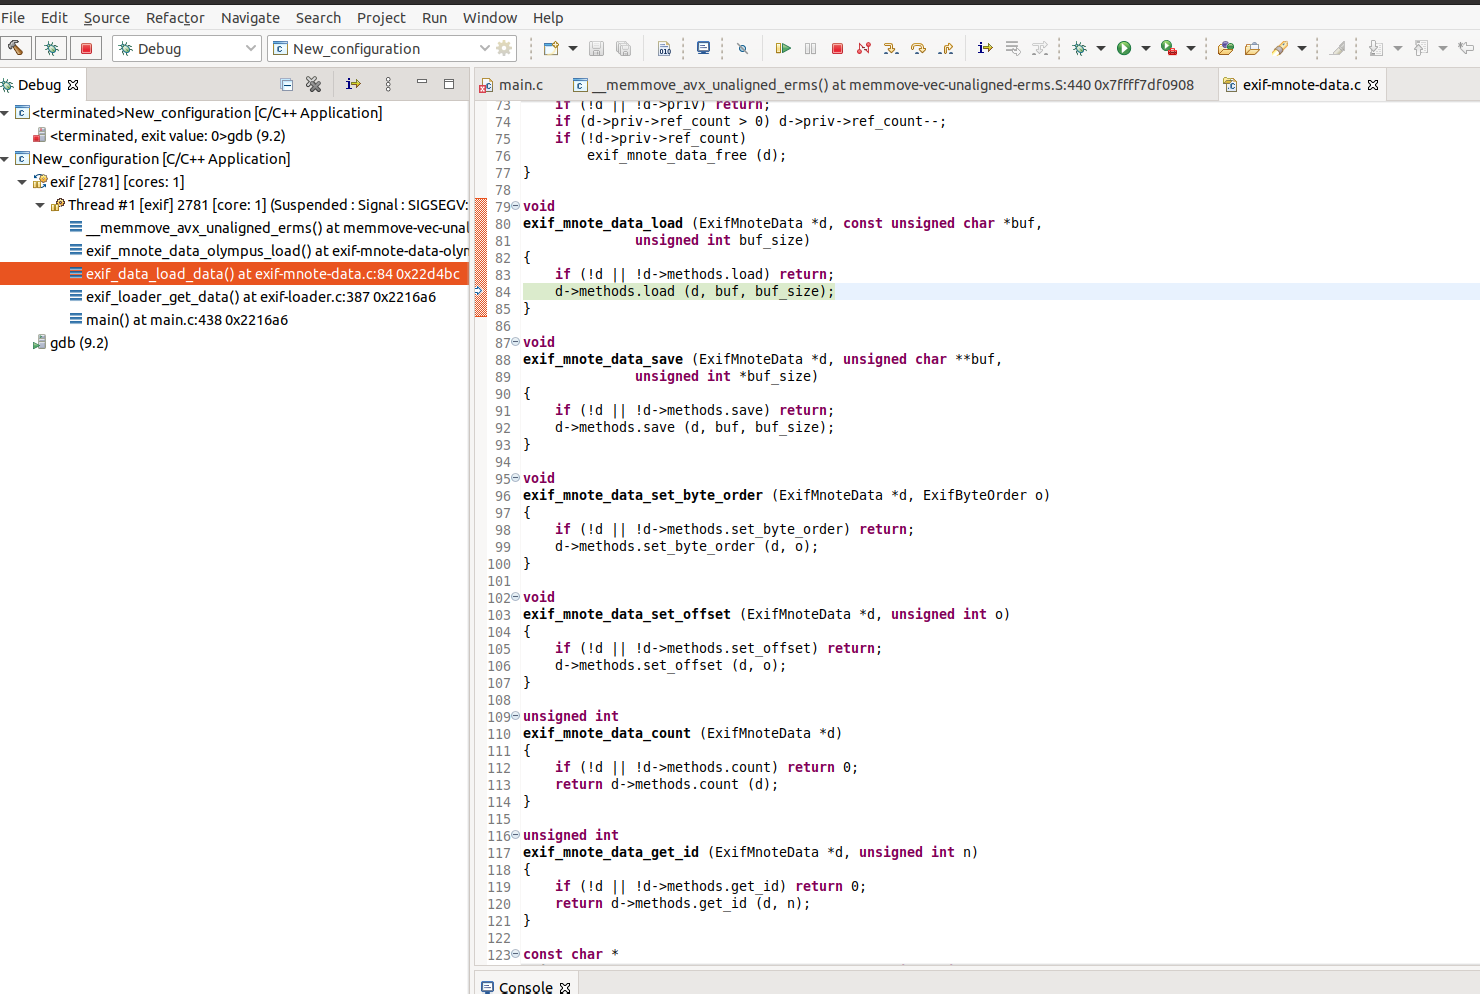 File Edit Source Refactor Navigate Search Project Run Window Help
Debug New_configuration
Debug
<terminated>New_configuration [C/C++ Application]
<terminated, exit value: 0>gdb (9.2)
New_configuration [C/C++ Application]
exif [2781] [cores: 1]
Thread #1 [exif] 2781 [core: 1] (Suspended : Signal : SIGSEGV:
__memmove_avx_unaligned_erms() at memmove-vec-unal
exif_mnote_data_olympus_load() at exif-mnote-data-olyn
exif_data_load_data() at exif-mnote-data.c:84 0x22d4bc
exif_loader_get_data() at exif-loader.c:387 0x2216a6
main() at main.c:438 0x2216a6
gdb (9.2)
main.c __memmove_avx_unaligned_erms() at memmove-vec-unaligned-erms.S:440 0x7ffff7df0908 exif-mnote-data.c
73 if (!d || !d->priv) return;
74 if (d->priv->ref_count > 0) d->priv->ref_count--;
75 if (!d->priv->ref_count)
76 exif_mnote_data_free (d);
77 }
78
79 void
80 exif_mnote_data_load (ExifMnoteData *d, const unsigned char *buf,
81 unsigned int buf_size)
82 {
83 if (!d || !d->methods.load) return;
84 d->methods.load (d, buf, buf_size);
85 }
86
87 void
88 exif_mnote_data_save (ExifMnoteData *d, unsigned char **buf,
89 unsigned int *buf_size)
90 {
91 if (!d || !d->methods.save) return;
92 d->methods.save (d, buf, buf_size);
93 }
94
95 void
96 exif_mnote_data_set_byte_order (ExifMnoteData *d, ExifByteOrder o)
97 {
98 if (!d || !d->methods.set_byte_order) return;
99 d->methods.set_byte_order (d, o);
100 }
101
102 void
103 exif_mnote_data_set_offset (ExifMnoteData *d, unsigned int o)
104 {
105 if (!d || !d->methods.set_offset) return;
106 d->methods.set_offset (d, o);
107 }
108
109 unsigned int
110 exif_mnote_data_count (ExifMnoteData *d)
111 {
112 if (!d || !d->methods.count) return 0;
113 return d->methods.count (d);
114 }
115
116 unsigned int
117 exif_mnote_data_get_id (ExifMnoteData *d, unsigned int n)
118 {
119 if (!d || !d->methods.get_id) return 0;
120 return d->methods.get_id (d, n);
121 }
122
123 const char *
Console